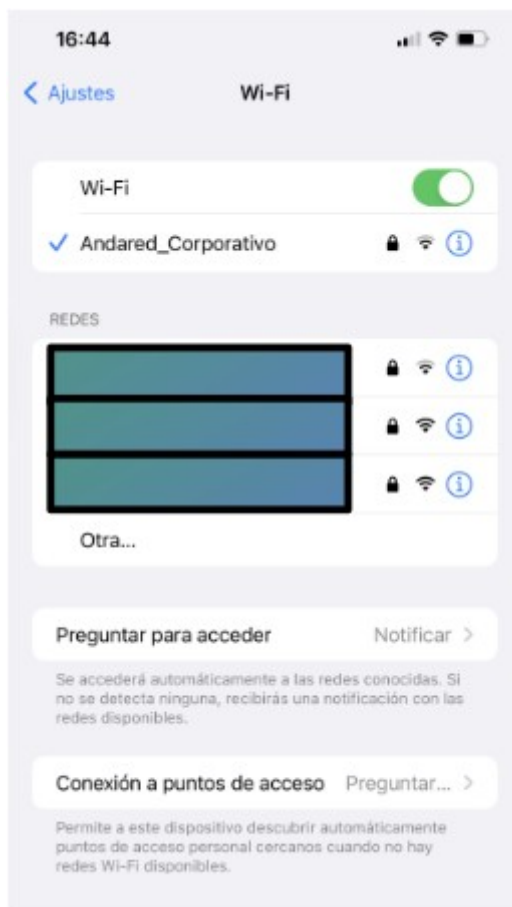 16:44
Ajustes
Wi-Fi
Wi-Fi
Andared_Corporativo
REDES
Otra...
Preguntar para acceder Notificar
Se accederá automáticamente a las redes conocidas. Si
no se detecta ninguna, recibirás una notificación con las
redes disponibles.
Conexión a puntos de acceso Preguntar...
Permite a este dispositivo descubrir automáticamente
puntos de acceso personal cercanos cuando no hay
redes Wi-Fi disponibles.